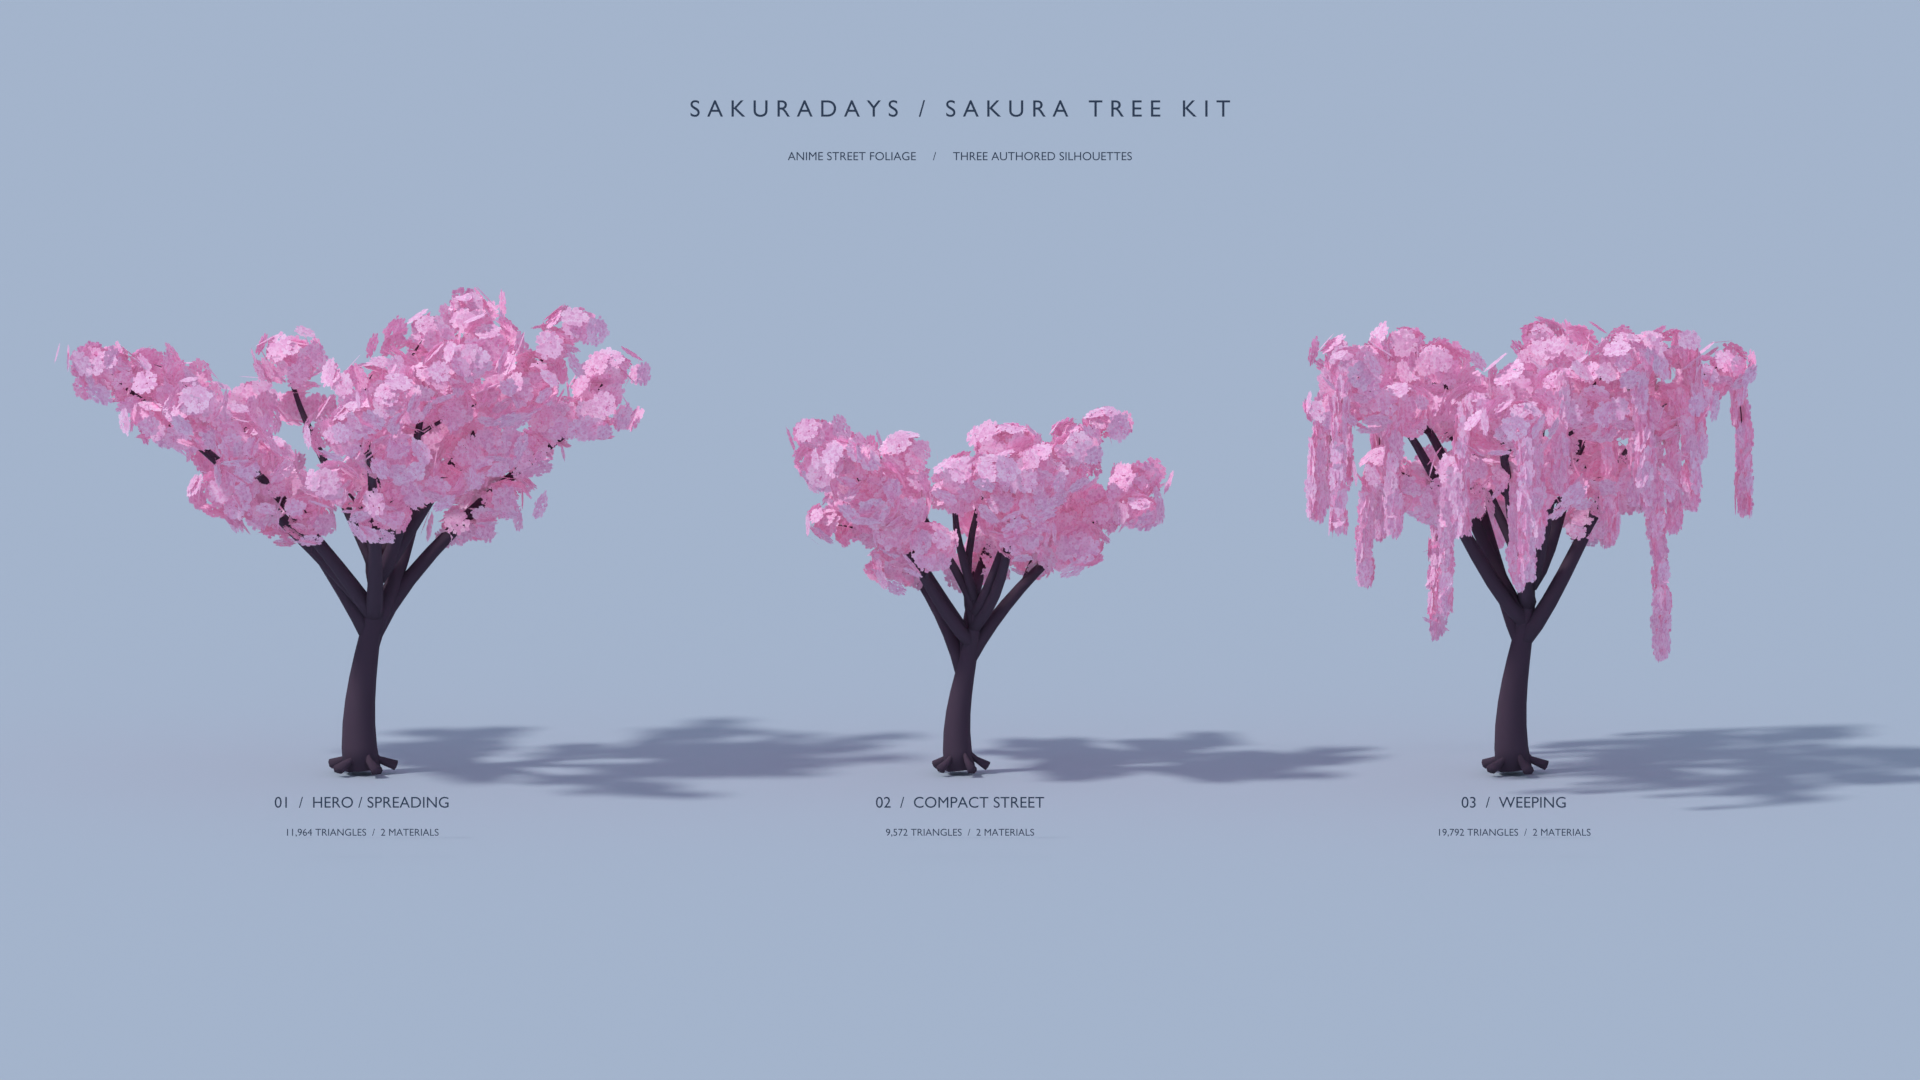 SAKURADAYS / SAKURA TREE KIT
ANIME STREET FOLIAGE / THREE AUTHORED SILHOUETTES
01 / HERO / SPREADING
11,964 TRIANGLES / 2 MATERIALS
02 / COMPACT STREET
9,572 TRIANGLES / 2 MATERIALS
03 / WEEPING
19,792 TRIANGLES / 2 MATERIALS